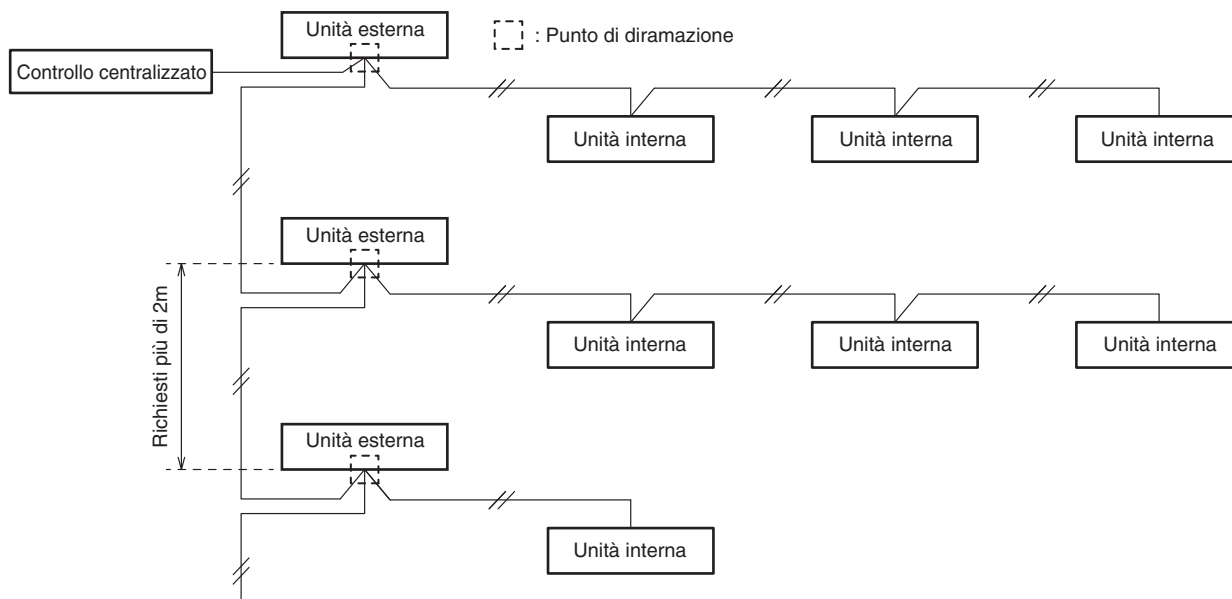 Unità esterna
: Punto di diramazione
Controllo centralizzato
Unità interna
Unità interna
Unità interna
Unità esterna
Richiesti più di 2m
Unità interna
Unità interna
Unità interna
Unità esterna
Unità interna